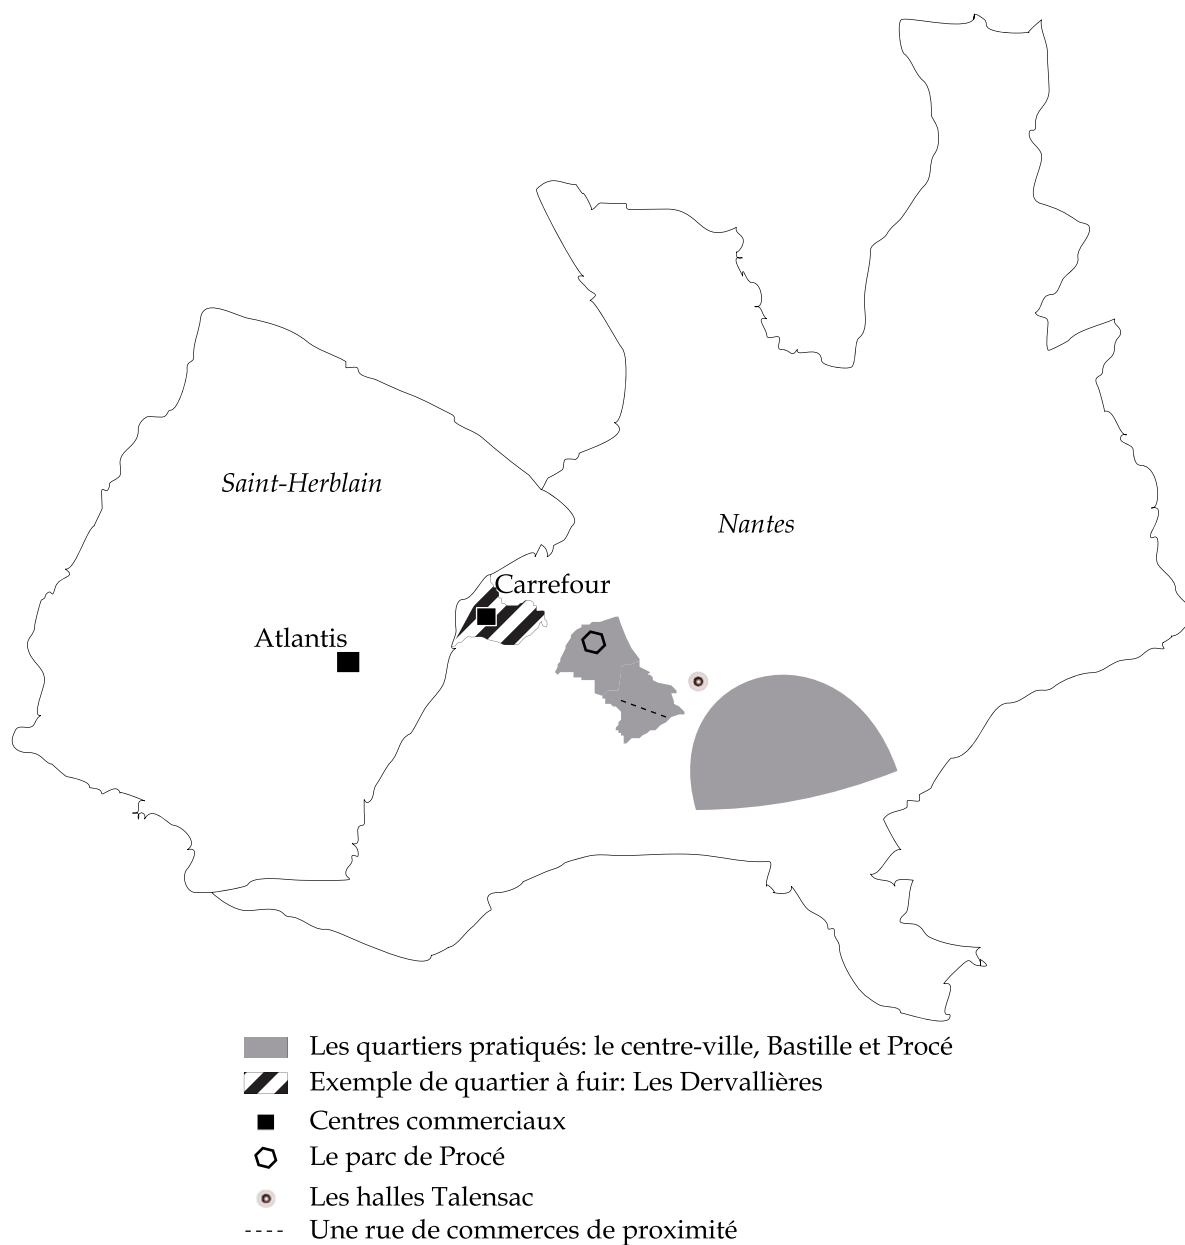 Saint-Herblain
Nantes
Carrefour
Atlantis
Les quartiers pratiqués: le centre-ville, Bastille et Procé
Exemple de quartier à fuir: Les Dervallières
Centres commerciaux
Le parc de Procé
Les halles Talensac
Une rue de commerces de proximité